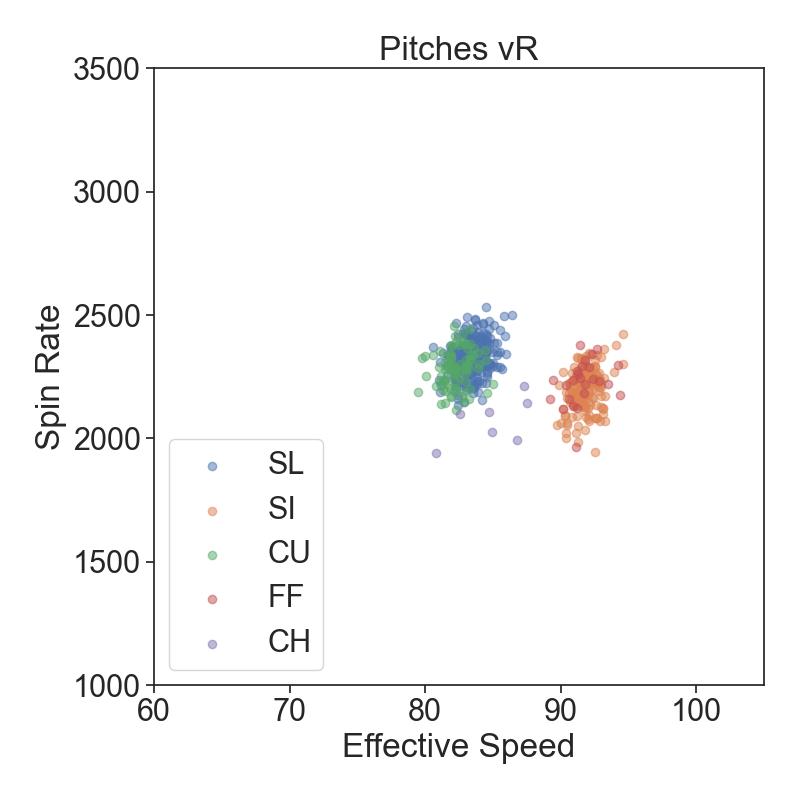 Pitches vR
3500
3000
2500
2000
1500
1000
Spin Rate
SL
SI
CU
FF
CH
60 70 80 90 100
Effective Speed